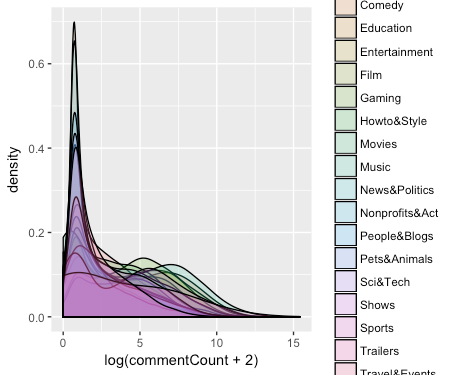 Comedy
Education
Entertainment
Film
Gaming
Howto&Style
Movies
Music
News&Politics
Nonprofits&Act
People&Blogs
Pets&Animals
Sci&Tech
Shows
Sports
Trailers
Travel&Events
density
0.6
0.4
0.2
0.0
0 5 10 15
log(commentCount + 2)